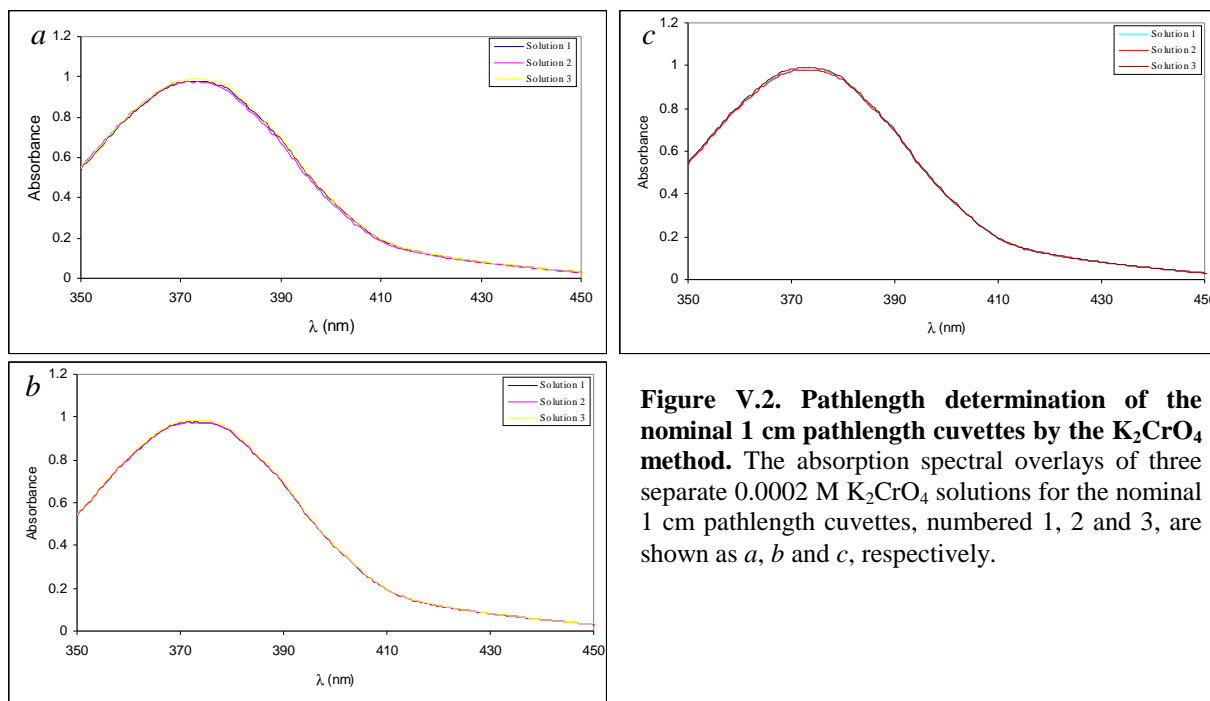 a
1.2
1
0.8
0.6
0.4
0.2
0
Absorbance
350 370 390 410 430 450
λ (nm)
Solution 1
Solution 2
Solution 3
c
1.2
1
0.8
0.6
0.4
0.2
0
Absorbance
350 370 390 410 430 450
λ (nm)
Solution 1
Solution 2
Solution 3
b
1.2
1
0.8
0.6
0.4
0.2
0
Absorbance
350 370 390 410 430 450
λ (nm)
Solution 1
Solution 2
Solution 3
Figure V.2. Pathlength determination of the
nominal 1 cm pathlength cuvettes by the K₂CrO₄
method. The absorption spectral overlays of three
separate 0.0002 M K₂CrO₄ solutions for the nominal
1 cm pathlength cuvettes, numbered 1, 2 and 3, are
shown as a, b and c, respectively.